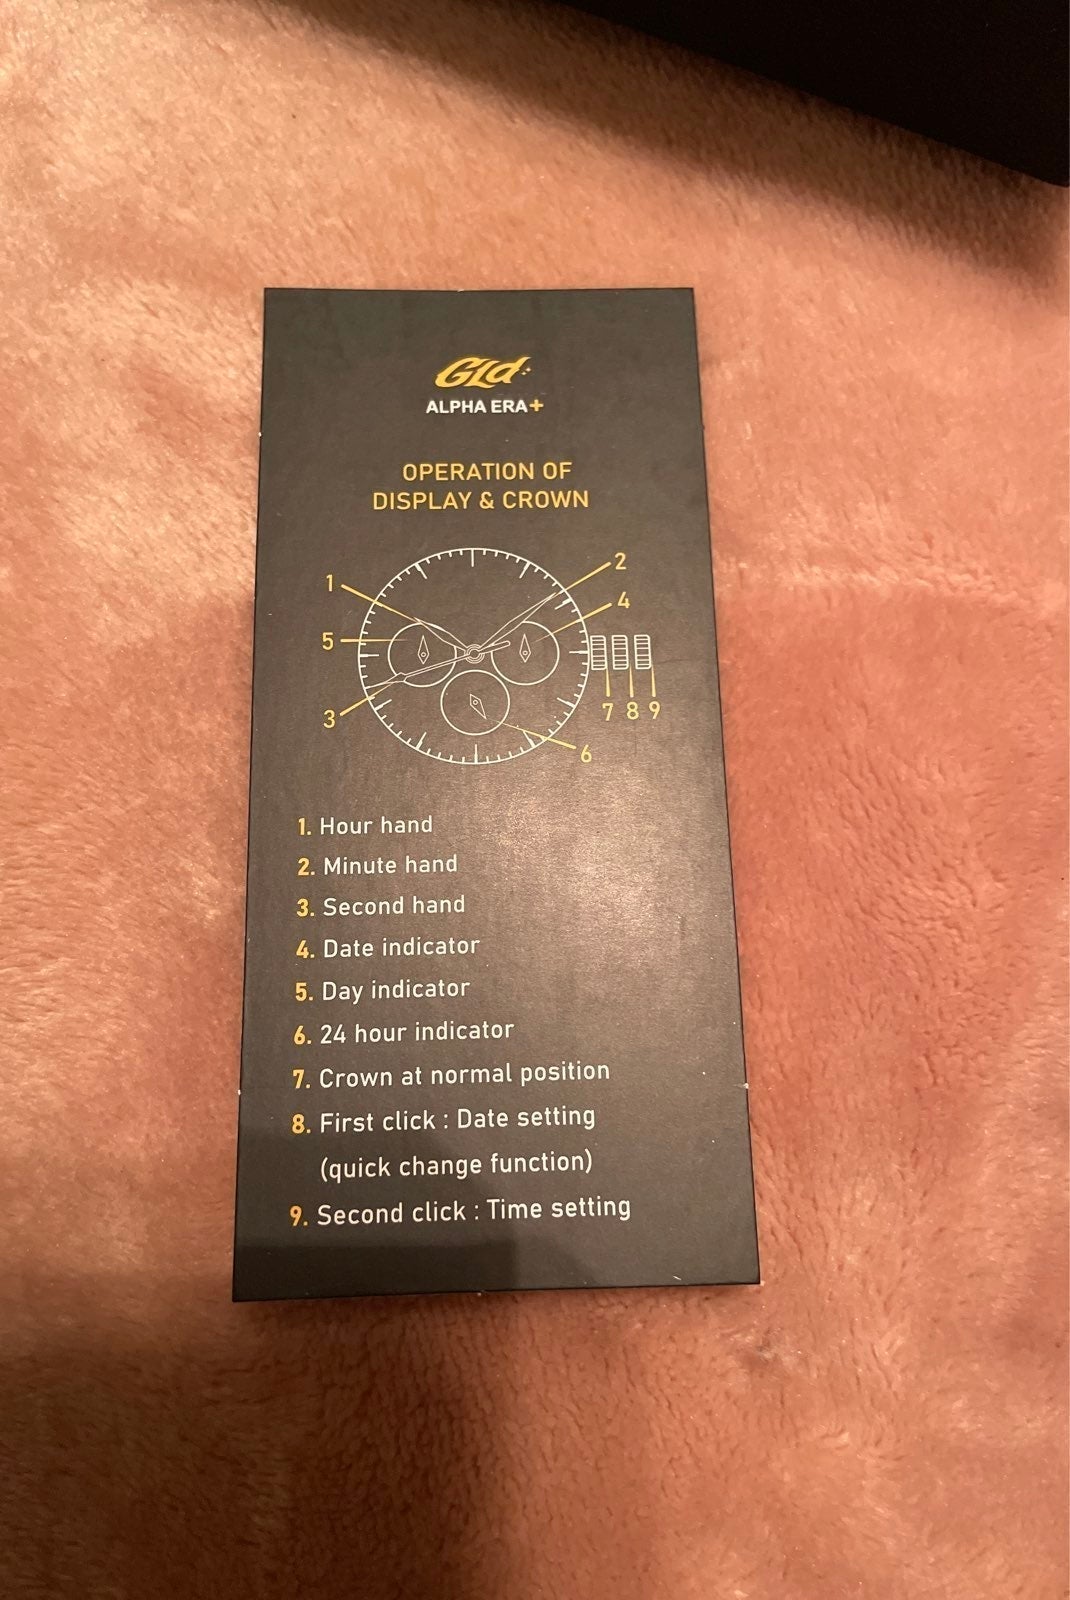 GLd
ALPHA ERA+
OPERATION OF
DISPLAY & CROWN
1
2
4
5
3
7 8 9
6
1. Hour hand
2. Minute hand
3. Second hand
4. Date indicator
5. Day indicator
6. 24 hour indicator
7. Crown at normal position
8. First click : Date setting
(quick change function)
9. Second click : Time setting